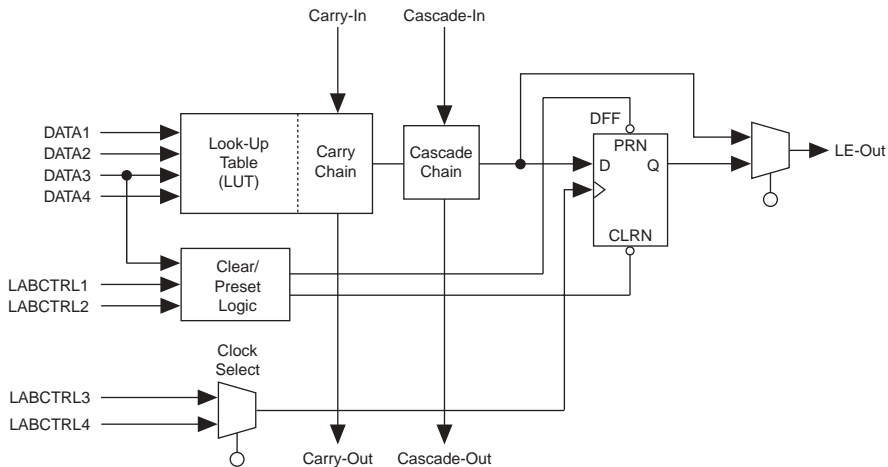 Carry-In
Cascade-In
DATA1
DATA2
DATA3
DATA4
Look-Up
Table
(LUT)
Carry
Chain
Cascade
Chain
DFF
PRN
D
Q
CLRN
LE-Out
LABCTRL1
LABCTRL2
Clear/
Preset
Logic
Clock
Select
LABCTRL3
LABCTRL4
Carry-Out
Cascade-Out